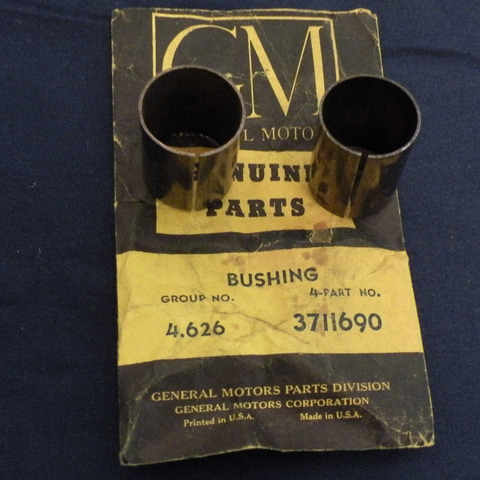 GM
L MOTO
GENUINE
PARTS
BUSHING
GROUP NO. 4-PART NO.
4.626 3711690
GENERAL MOTORS PARTS DIVISION
GENERAL MOTORS CORPORATION
Printed in U.S.A. Made in U.S.A.